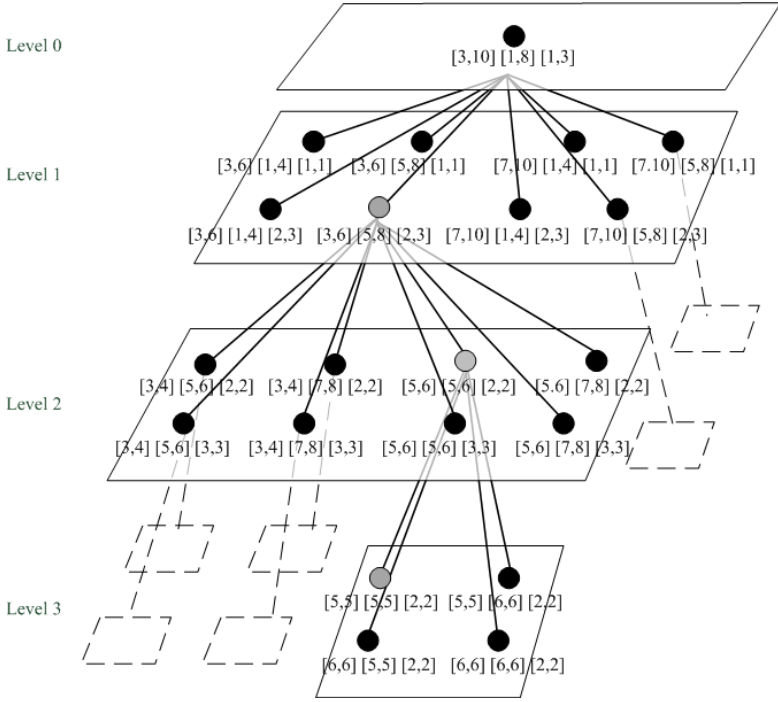 Level 0
[3,10] [1,8] [1,3]
Level 1
[3,6] [1,4] [1,1] [3,6] [5,8] [1,1] [7,10] [1,4] [1,1] [7.10] [5,8] [1,1]
[3,6] [1,4] [2,3] [3,6] [5,8] [2,3] [7,10] [1,4] [2,3] [7,10] [5,8] [2,3]
Level 2
[3,4] [5,6] [2,2] [3,4] [7,8] [2,2] [5,6] [5,6] [2,2] [5,6] [7,8] [2,2]
[3,4] [5,6] [3,3] [3,4] [7,8] [3,3] [5,6] [5,6] [3,3] [5,6] [7,8] [3,3]
Level 3
[5,5] [5,5] [2,2] [5,5] [6,6] [2,2]
[6,6] [5,5] [2,2] [6,6] [6,6] [2,2]